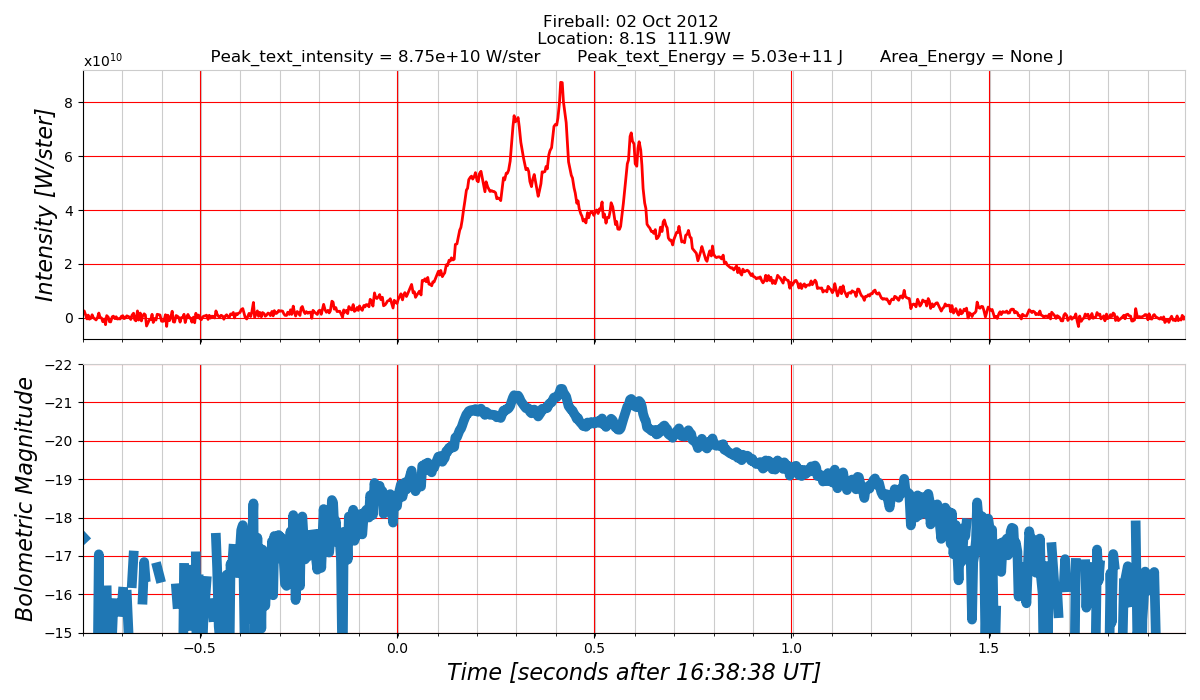 Fireball: 02 Oct 2012
Location: 8.1S  111.9W
Peak_text_intensity = 8.75e+10 W/ster  Peak_text_Energy = 5.03e+11 J  Area_Energy = None J
x10¹⁰
8
6
4
2
0
Intensity [W/ster]
−22
−21
−20
−19
−18
−17
−16
−15
Bolometric Magnitude
−0.5 0.0 0.5 1.0 1.5
Time [seconds after 16:38:38 UT]